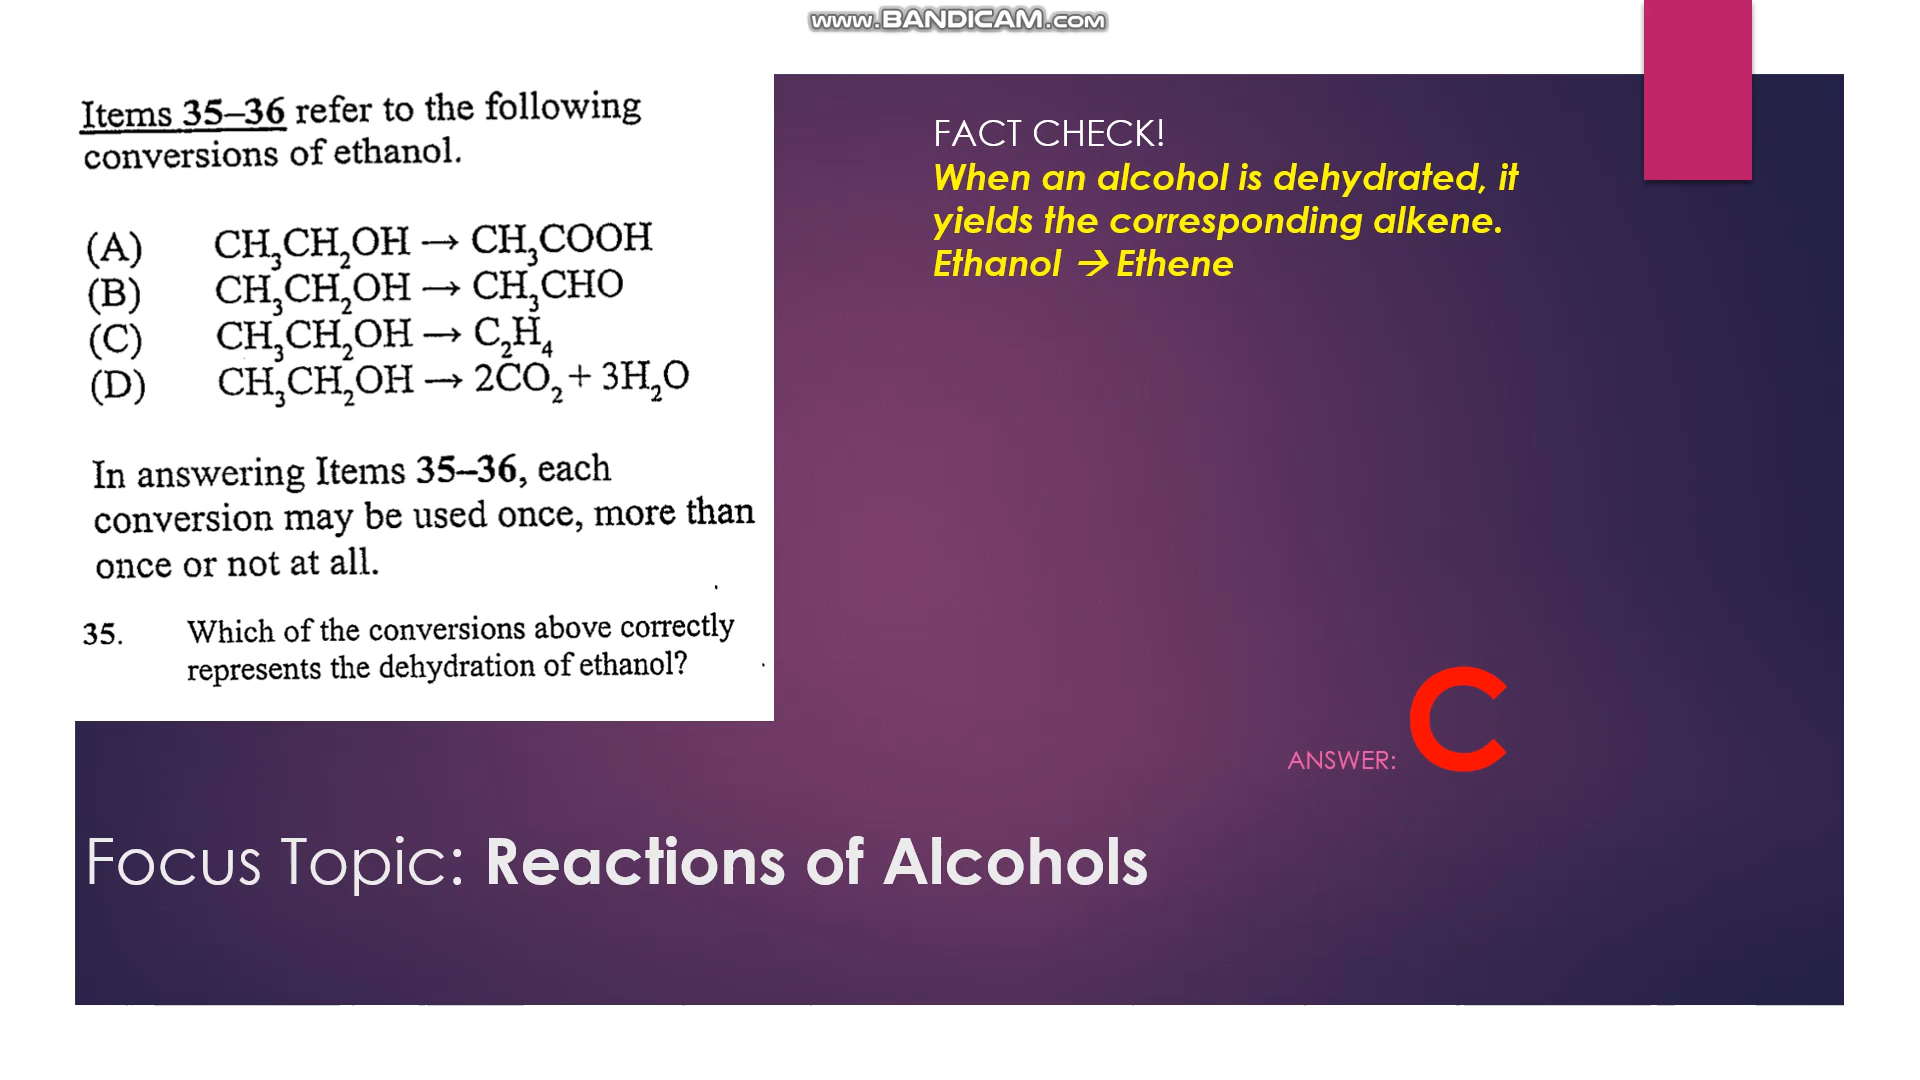 www.BANDICAM.com
Items 35–36 refer to the following
conversions of ethanol.
(A) CH₃CH₂OH → CH₃COOH
(B) CH₃CH₂OH → CH₃CHO
(C) CH₃CH₂OH → C₂H₄
(D) CH₃CH₂OH → 2CO₂ + 3H₂O
In answering Items 35–36, each
conversion may be used once, more than
once or not at all.
35. Which of the conversions above correctly
represents the dehydration of ethanol?
FACT CHECK!
When an alcohol is dehydrated, it
yields the corresponding alkene.
Ethanol → Ethene
ANSWER: C
Focus Topic: Reactions of Alcohols